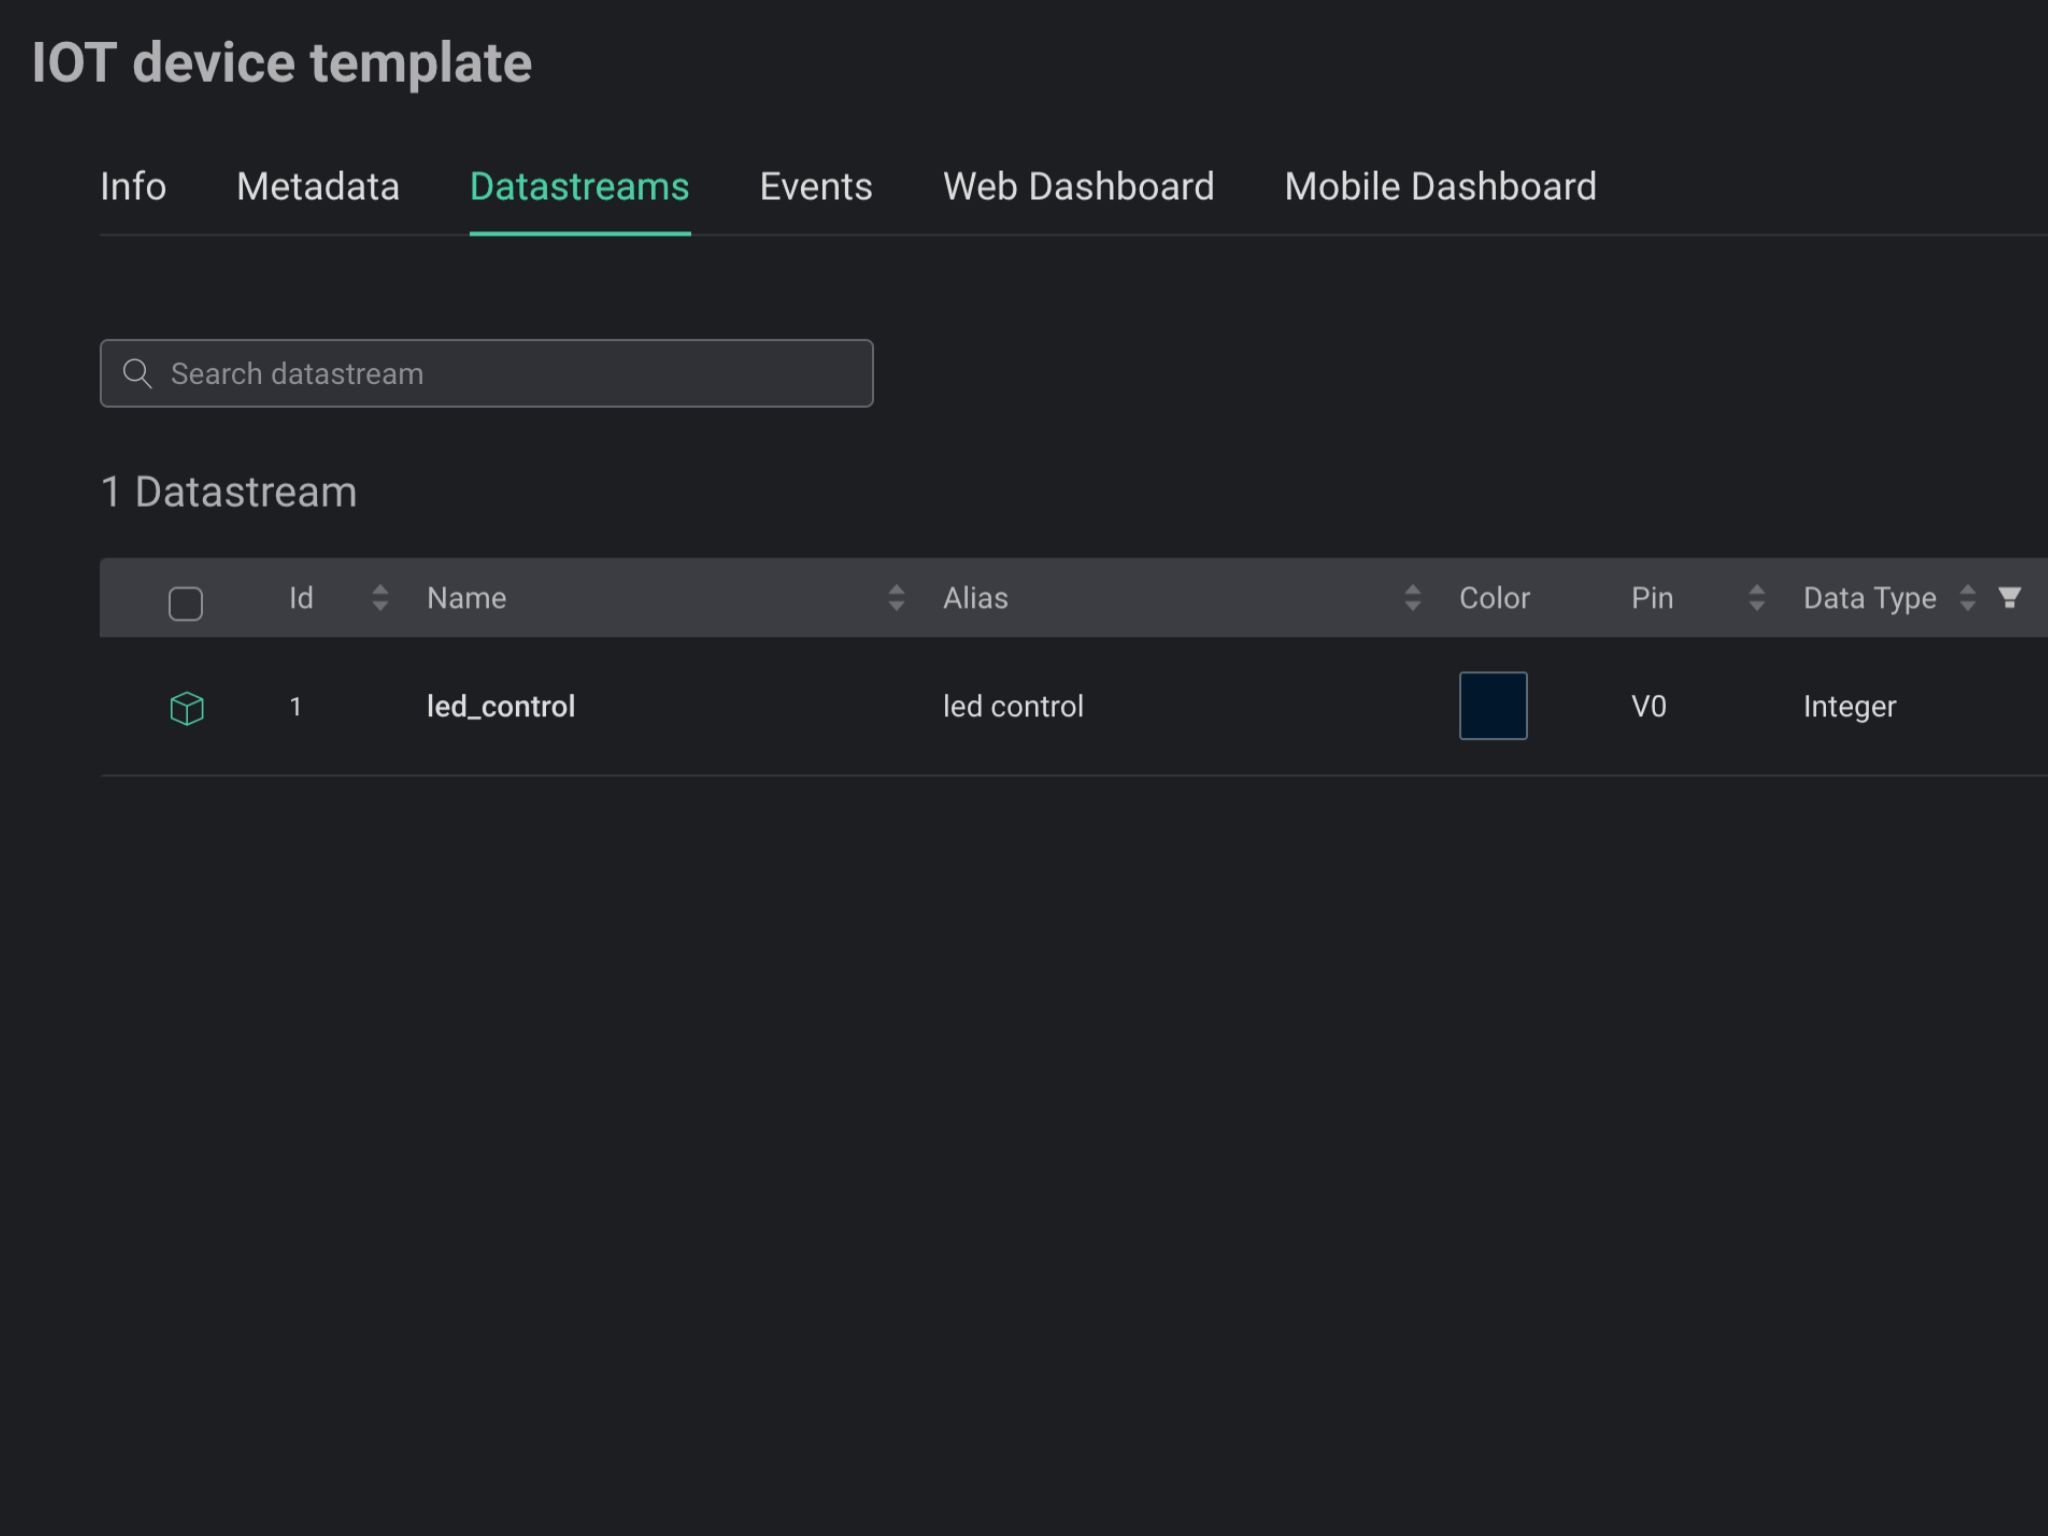 IOT device template
Info Metadata Datastreams Events Web Dashboard Mobile Dashboard
Search datastream
1 Datastream
Id Name Alias Color Pin Data Type
1 led_control led control V0 Integer